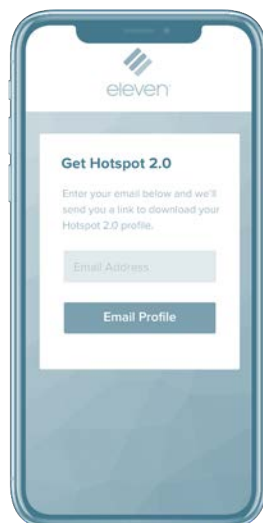 eleven
Get Hotspot 2.0
Enter your email below and we'll
send you a link to download your
Hotspot 2.0 profile.
Email Address
Email Profile